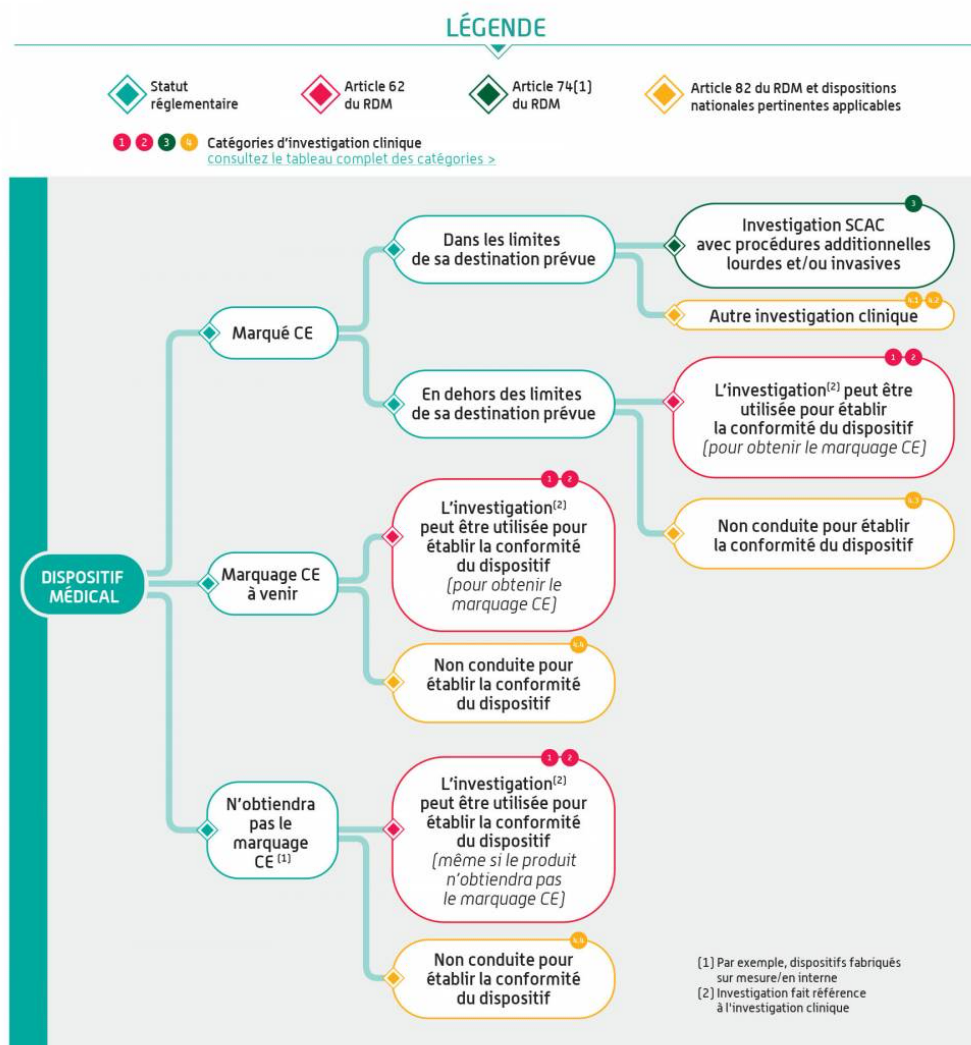 LÉGENDE
Statut
réglementaire
Article 62
du RDM
Article 74(1)
du RDM
Article 82 du RDM et dispositions
nationales pertinentes applicables
1 2 3 4 Catégories d'investigation clinique
consultez le tableau complet des catégories >
DISPOSITIF
MÉDICAL
Marqué CE
Dans les limites
de sa destination prévue
3
Investigation SCAC
avec procédures additionnelles
lourdes et/ou invasives
4.1 4.2
Autre investigation clinique
En dehors des limites
de sa destination prévue
1 2
L'investigation(2) peut être
utilisée pour établir
la conformité du dispositif
(pour obtenir le marquage CE)
4.3
Non conduite pour établir
la conformité du dispositif
Marquage CE
à venir
1 2
L'investigation(2)
peut être utilisée pour
établir la conformité
du dispositif
(pour obtenir le
marquage CE)
4.4
Non conduite pour
établir la conformité
du dispositif
N'obtiendra
pas le
marquage
CE (1)
1 2
L'investigation(2)
peut être utilisée pour
établir la conformité
du dispositif
(même si le produit
n'obtiendra pas
le marquage CE)
4.4
Non conduite pour
établir la conformité
du dispositif
(1) Par exemple, dispositifs fabriqués
sur mesure/en interne
(2) Investigation fait référence
à l'investigation clinique